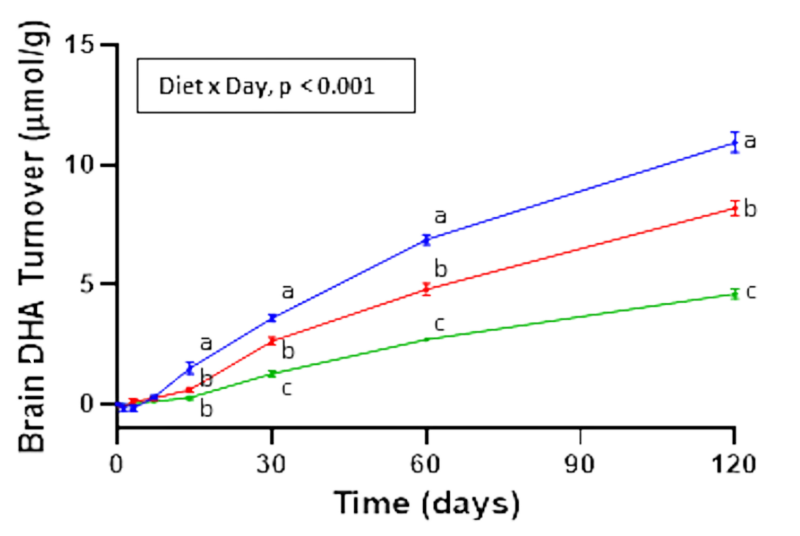 Brain DHA Turnover (μmol/g)
15
10
5
0
Diet x Day, p < 0.001
a
b
b
a
b
c
a
b
c
a
b
c
0 30 60 90 120
Time (days)